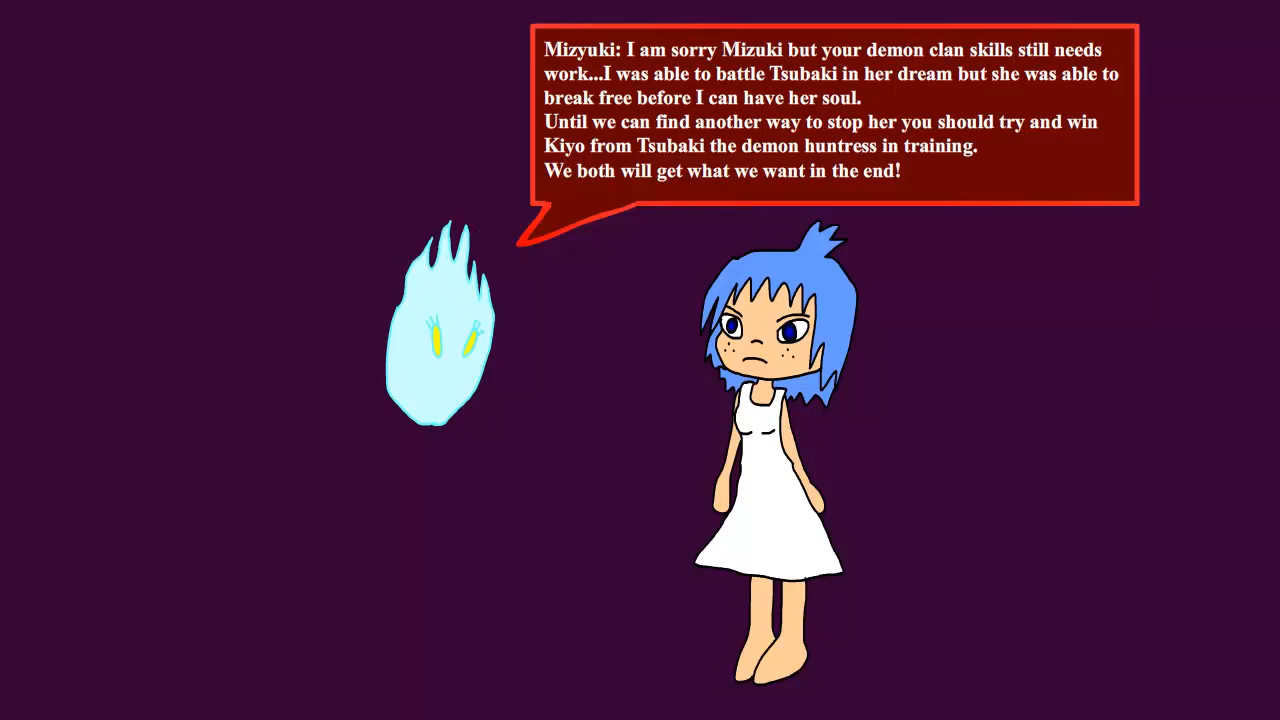 Mizyuki: I am sorry Mizuki but your demon clan skills still needs
work...I was able to battle Tsubaki in her dream but she was able to
break free before I can have her soul.
Until we can find another way to stop her you should try and win
Kiyo from Tsubaki the demon huntress in training.
We both will get what we want in the end!